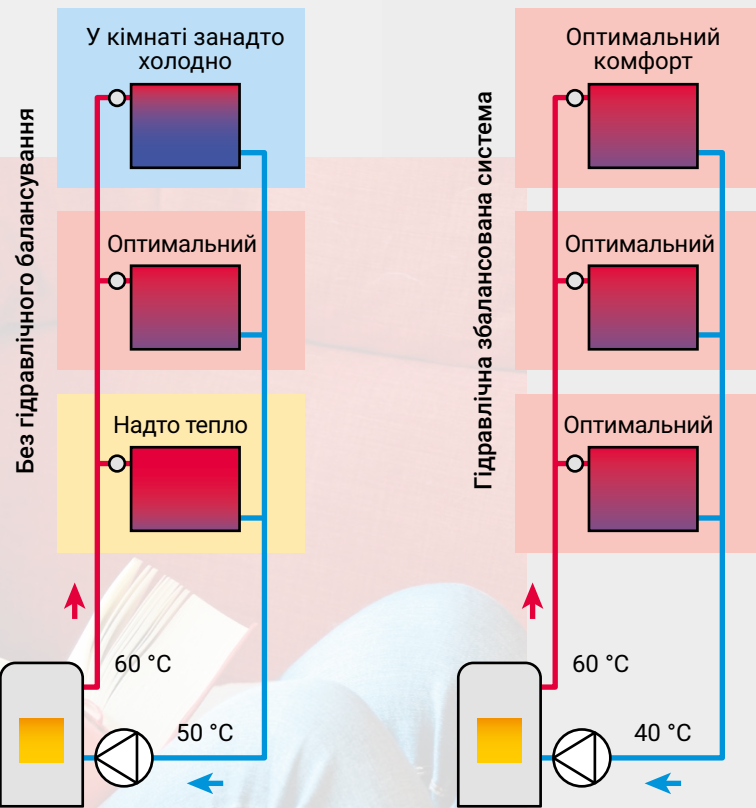 Без гідравлічного балансування
У кімнаті занадто
холодно
Оптимальний
Надто тепло
60 °C
50 °C
Гідравлічна збалансована система
Оптимальний
комфорт
Оптимальний
Оптимальний
60 °C
40 °C